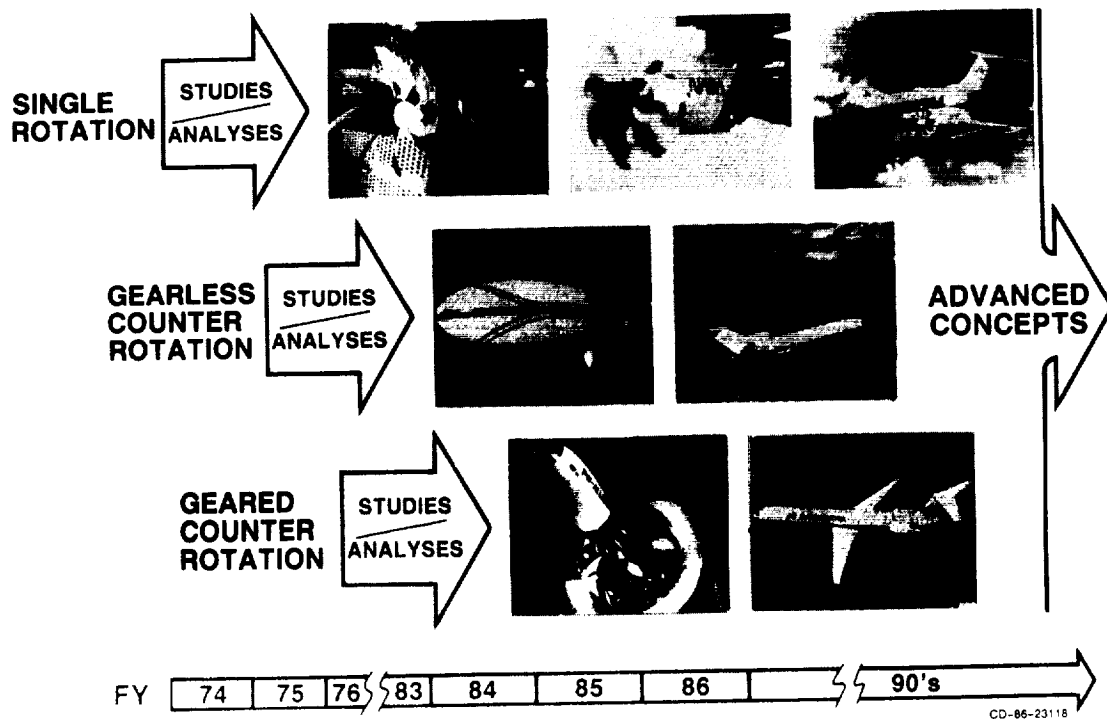 SINGLE
ROTATION
STUDIES
ANALYSES
GEARLESS
COUNTER
ROTATION
STUDIES
ANALYSES
ADVANCED
CONCEPTS
GEARED
COUNTER
ROTATION
STUDIES
ANALYSES
FY 74 75 76 83 84 85 86 90's
CD-86-23118